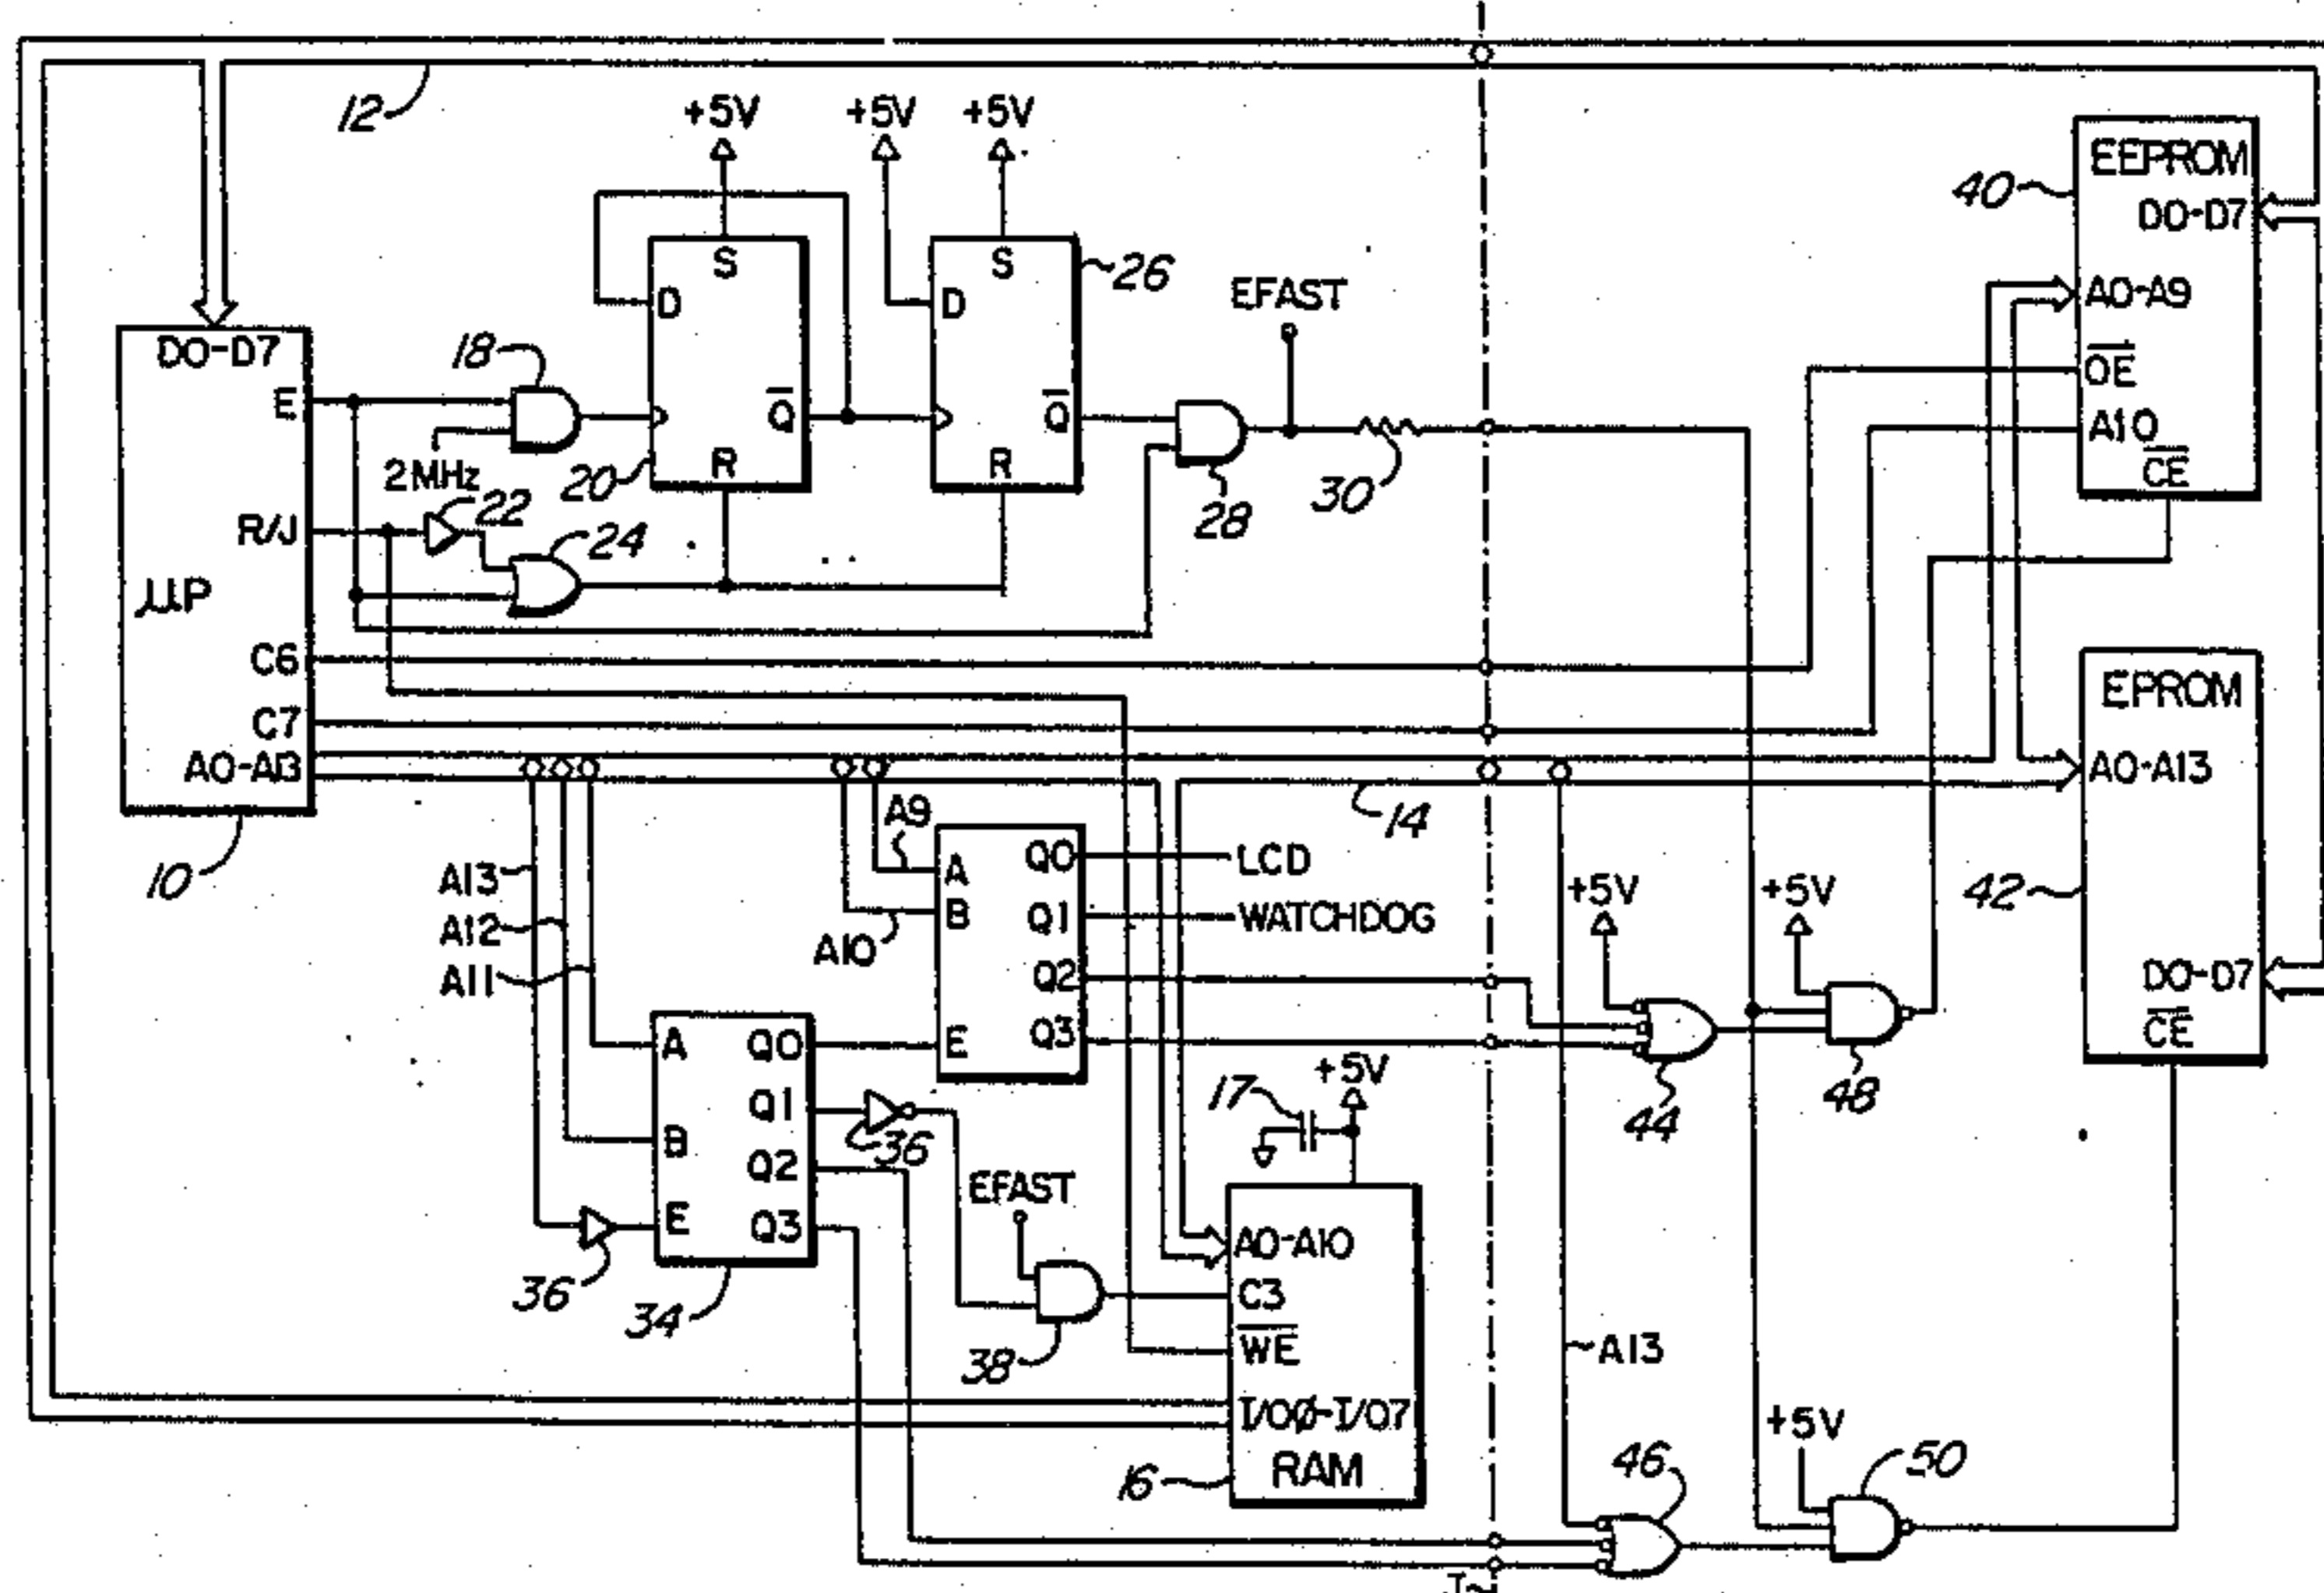 12
+5V
+5V
+5V
EEPROM
40
D0-D7
S
S
26
D
D
EFAST
A0-A9
D0-D7
18
OE
E
Q
Q
A10
2MHz
20
R
R
28
30
CE
22
R/J
24
μP
C6
EPROM
C7
A0-A13
A0-A13
14
A9
10
A13
A
Q0
LCD
+5V
+5V
42
A12
B
Q1
WATCHDOG
A10
A11
Q2
D0-D7
E
Q3
CE
A
Q0
+5V
17
44
48
Q1
36
B
Q2
EFAST
E
Q3
A0-A10
36
34
C3
38
WE
A13
I/O0̸-I/O7
+5V
46
50
16
RAM